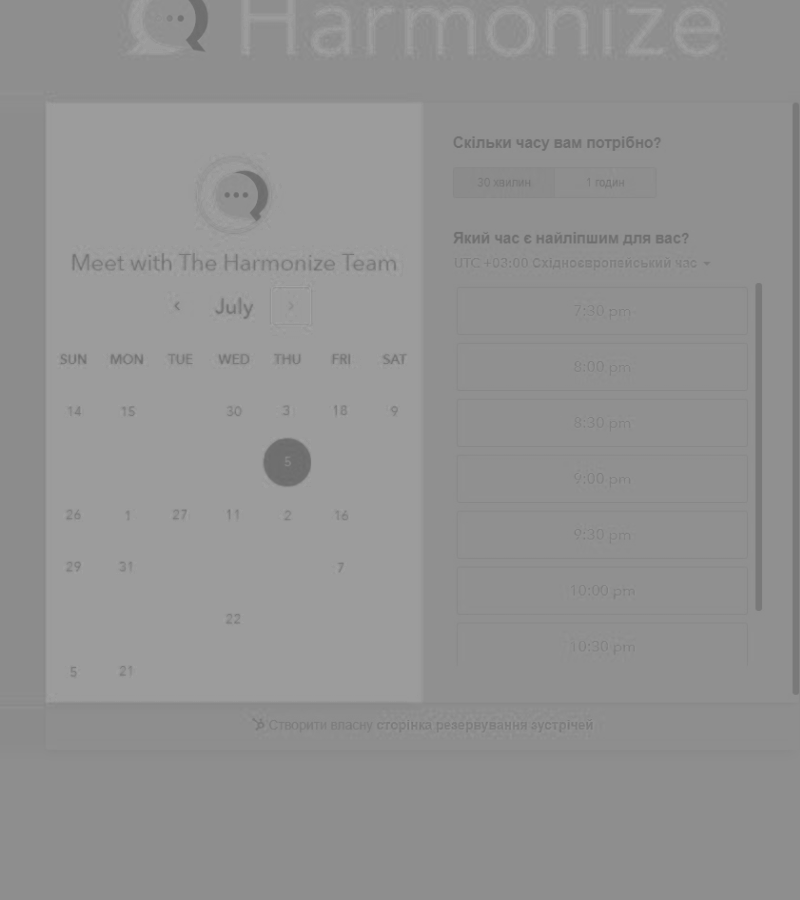 Harmonize
Meet with The Harmonize Team
July
SUN MON TUE WED THU FRI SAT
14 15 30 3 18 9
5
26 1 27 11 2 16
29 31 7
22
5 21
Скільки часу вам потрібно?
30 хвилин 1 годин
Який час є найліпшим для вас?
UTC +03:00 Східноєвропейський час
7:30 pm
8:00 pm
8:30 pm
9:00 pm
9:30 pm
10:00 pm
10:30 pm
Створити власну сторінка резервування зустрічей